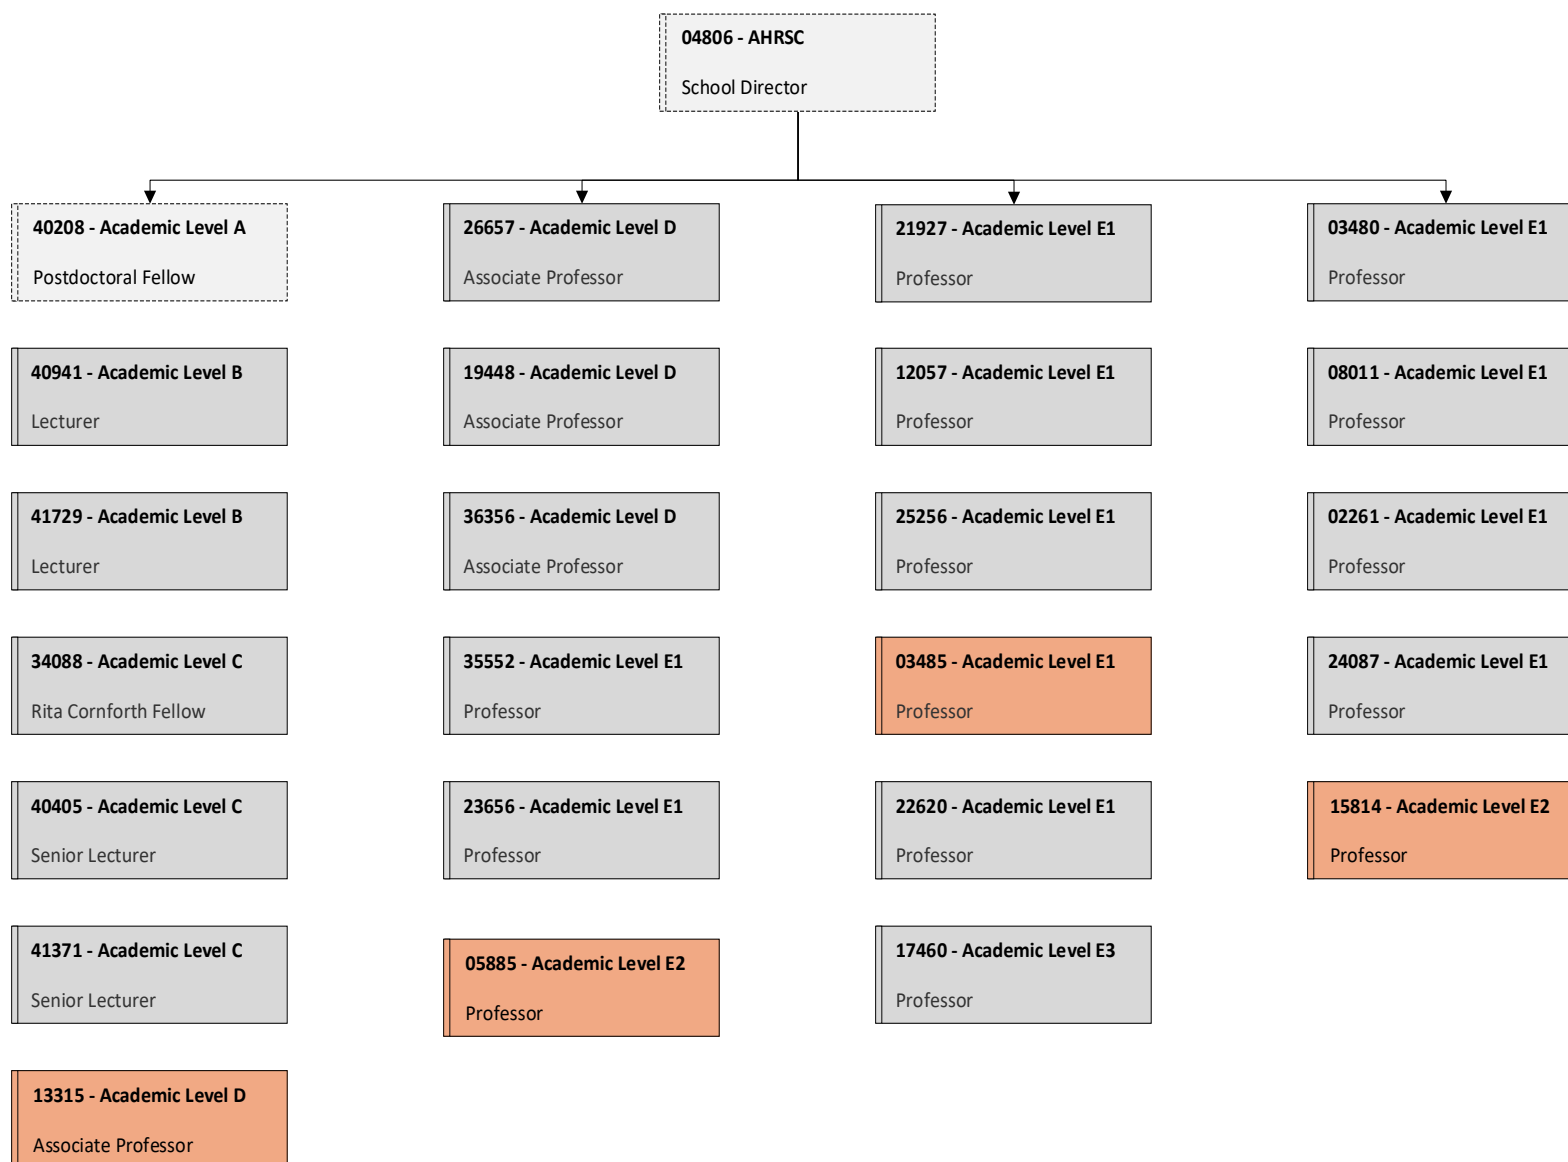 04806 - AHRSC
School Director
40208 - Academic Level A
Postdoctoral Fellow
40941 - Academic Level B
Lecturer
41729 - Academic Level B
Lecturer
34088 - Academic Level C
Rita Cornforth Fellow
40405 - Academic Level C
Senior Lecturer
41371 - Academic Level C
Senior Lecturer
13315 - Academic Level D
Associate Professor
26657 - Academic Level D
Associate Professor
19448 - Academic Level D
Associate Professor
36356 - Academic Level D
Associate Professor
35552 - Academic Level E1
Professor
23656 - Academic Level E1
Professor
05885 - Academic Level E2
Professor
21927 - Academic Level E1
Professor
12057 - Academic Level E1
Professor
25256 - Academic Level E1
Professor
03485 - Academic Level E1
Professor
22620 - Academic Level E1
Professor
17460 - Academic Level E3
Professor
03480 - Academic Level E1
Professor
08011 - Academic Level E1
Professor
02261 - Academic Level E1
Professor
24087 - Academic Level E1
Professor
15814 - Academic Level E2
Professor